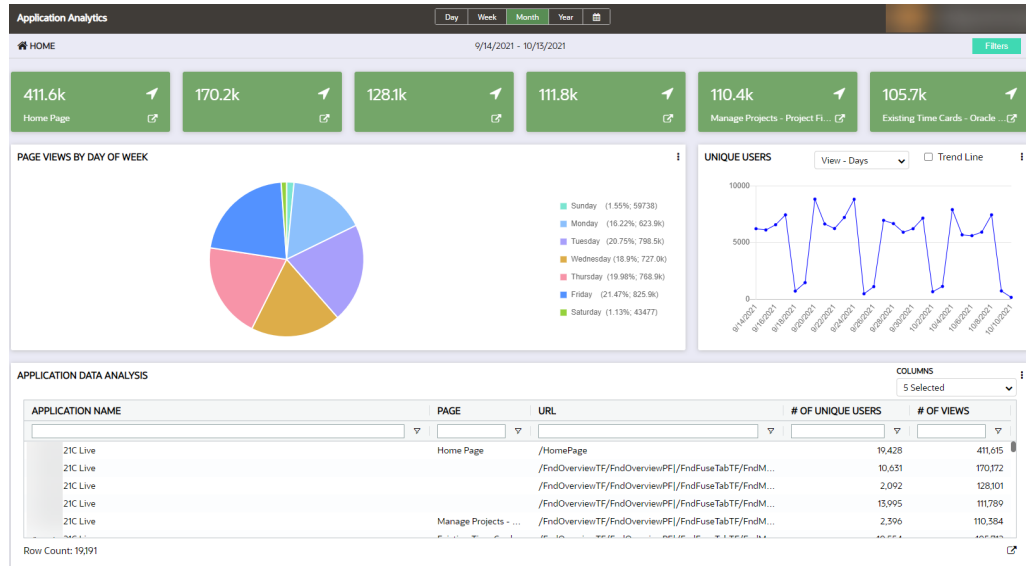 Application Analytics
Day Week Month Year
HOME
9/14/2021 - 10/13/2021
Filters
411.6k
Home Page
170.2k
128.1k
111.8k
110.4k
Manage Projects - Project Fi...
105.7k
Existing Time Cards - Oracle ...
PAGE VIEWS BY DAY OF WEEK
Sunday (1.55%; 59738)
Monday (16.22%; 623.9k)
Tuesday (20.75%; 798.5k)
Wednesday (18.9%; 727.0k)
Thursday (19.98%; 768.9k)
Friday (21.47%; 825.9k)
Saturday (1.13%; 43477)
UNIQUE USERS
View - Days
Trend Line
10000
5000
0
9/14/2021 9/16/2021 9/18/2021 9/20/2021 9/22/2021 9/24/2021 9/26/2021 9/28/2021 9/30/2021 10/2/2021 10/4/2021 10/6/2021 10/8/2021 10/10/2021
APPLICATION DATA ANALYSIS
COLUMNS
5 Selected
APPLICATION NAME PAGE URL # OF UNIQUE USERS # OF VIEWS
21C Live Home Page /HomePage 19,428 411,615
21C Live /FndOverviewTF/FndOverviewPF|/FndFuseTabTF/FndM... 10,631 170,172
21C Live /FndOverviewTF/FndOverviewPF|/FndFuseTabTF/FndM... 2,092 128,101
21C Live /FndOverviewTF/FndOverviewPF|/FndFuseTabTF/FndM... 13,995 111,789
21C Live Manage Projects - ... /FndOverviewTF/FndOverviewPF|/FndFuseTabTF/FndM... 2,396 110,384
Row Count: 19,191